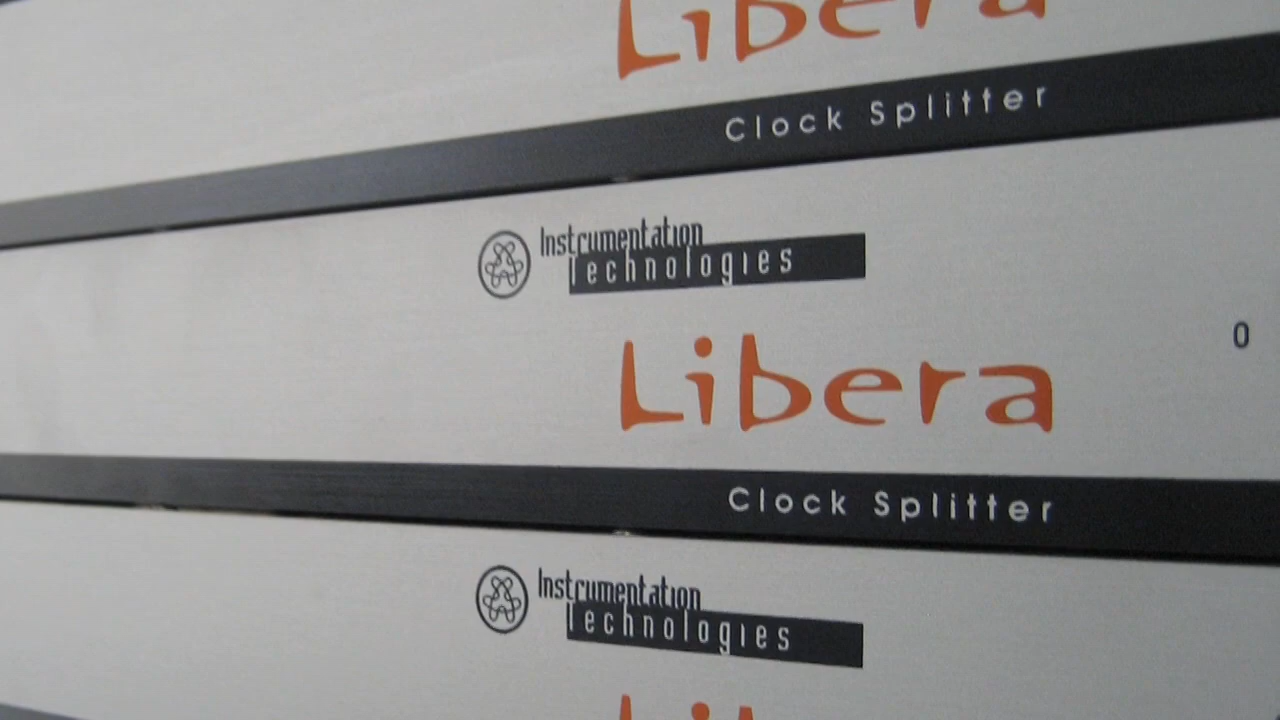 Libera
Clock Splitter
Instrumentation
Technologies
Libera
0
Clock Splitter
Instrumentation
Technologies